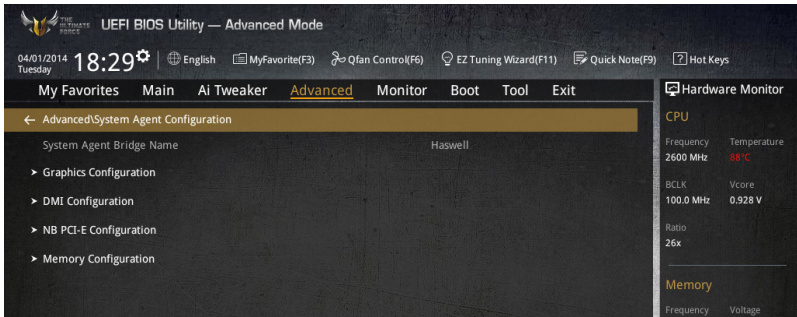 THE ULTIMATE FORCE
UEFI BIOS Utility — Advanced Mode
04/01/2014
Tuesday
18:29
English
MyFavorite(F3)
Qfan Control(F6)
EZ Tuning Wizard(F11)
Quick Note(F9)
? Hot Keys
My Favorites Main Ai Tweaker Advanced Monitor Boot Tool Exit
Hardware Monitor
← Advanced\System Agent Configuration
System Agent Bridge Name Haswell
> Graphics Configuration
> DMI Configuration
> NB PCI-E Configuration
> Memory Configuration
CPU
Frequency Temperature
2600 MHz 88°C
BCLK Vcore
100.0 MHz 0.928 V
Ratio
26x
Memory
Frequency Voltage